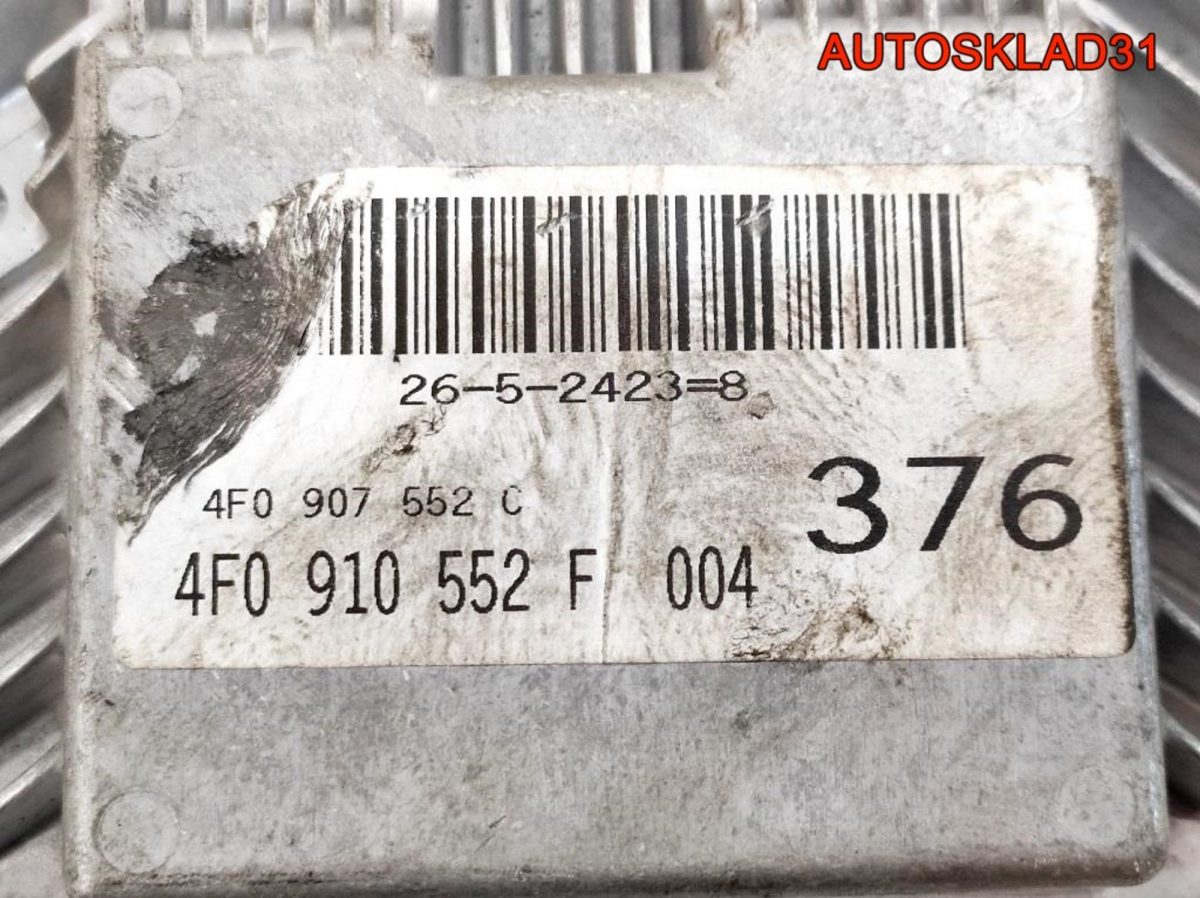 AUTOSKLAD31
26-5-2423=8
4F0 907 552 C
376
4F0 910 552 F 004